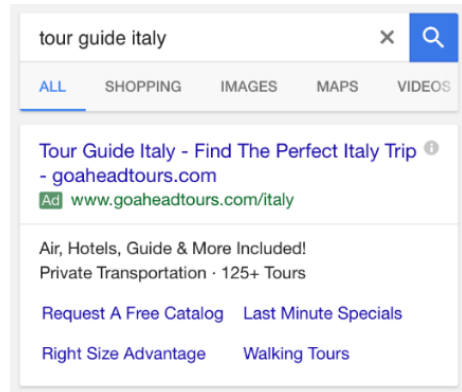 tour guide italy
ALL SHOPPING IMAGES MAPS VIDEOS
Tour Guide Italy - Find The Perfect Italy Trip
- goaheadtours.com
Ad www.goaheadtours.com/italy
Air, Hotels, Guide & More Included!
Private Transportation · 125+ Tours
Request A Free Catalog Last Minute Specials
Right Size Advantage Walking Tours